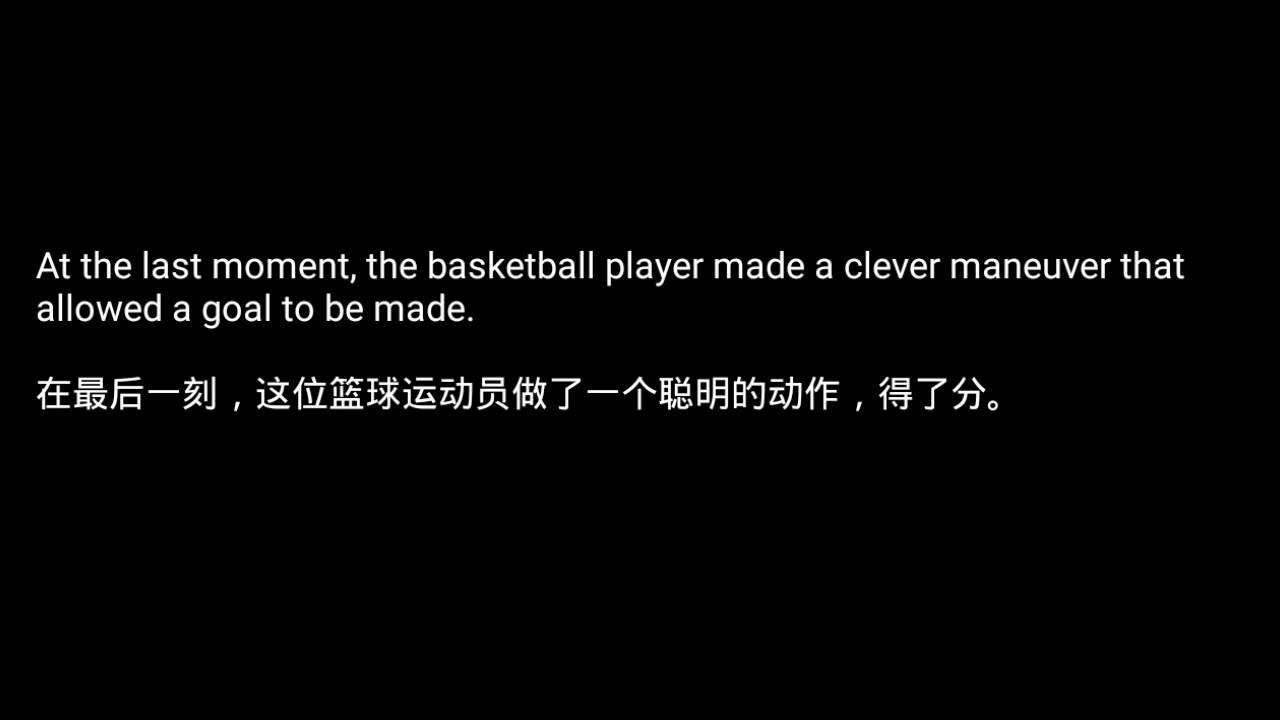 At the last moment, the basketball player made a clever maneuver that
allowed a goal to be made.
在最后一刻，这位篮球运动员做了一个聪明的动作，得了分。